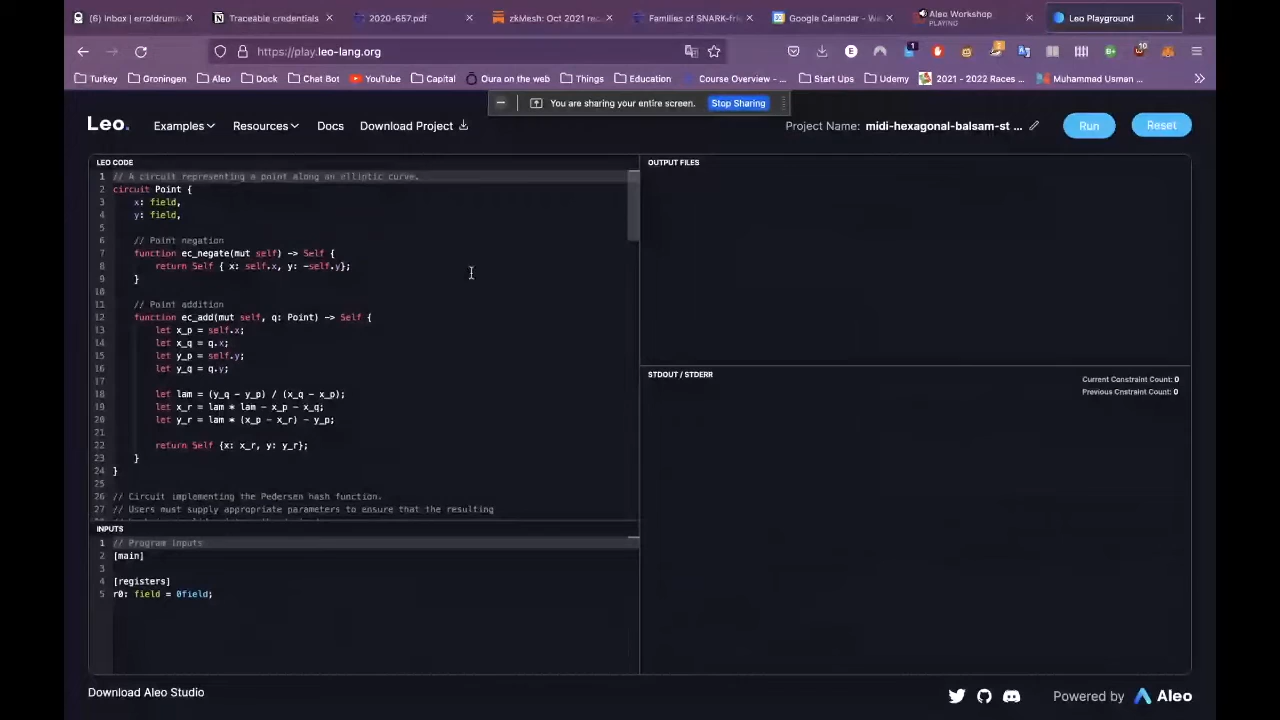 Inbox | erroldrumw
Traceable credentials
2020-657.pdf
zkMesh: Oct 2021 rec
Families of SNARK-frie
Google Calendar - We
Aleo Workshop
PLAYING
Leo Playground
https://play.leo-lang.org
Turkey
Groningen
Aleo
Dock
Chat Bot
YouTube
Capital
Oura on the web
Things
Education
Course Overview - ...
Start Ups
Udemy
2021 - 2022 Races ...
Muhammad Usman ...
You are sharing your entire screen.
Stop Sharing
Leo.
Examples
Resources
Docs
Download Project
Project Name: midi-hexagonal-balsam-st ...
Run
Reset
LEO CODE
1 // A circuit representing a point along an elliptic curve.
2 circuit Point {
3 x: field,
4 y: field,
5
6 // Point negation
7 function ec_negate(mut self) -> Self {
8 return Self { x: self.x, y: -self.y};
9 }
10
11 // Point addition
12 function ec_add(mut self, q: Point) -> Self {
13 let x_p = self.x;
14 let x_q = q.x;
15 let y_p = self.y;
16 let y_q = q.y;
17
18 let lam = (y_q - y_p) / (x_q - x_p);
19 let x_r = lam * lam - x_p - x_q;
20 let y_r = lam * (x_p - x_r) - y_p;
21
22 return Self {x: x_r, y: y_r};
23 }
24 }
25
26 // Circuit implementing the Pedersen hash function.
27 // Users must supply appropriate parameters to ensure that the resulting
INPUTS
1 // Program inputs
2 [main]
3
4 [registers]
5 r0: field = 0field;
OUTPUT FILES
STDOUT / STDERR
Current Constraint Count: 0
Previous Cnstraint Count: 0
Download Aleo Studio
Powered by Aleo